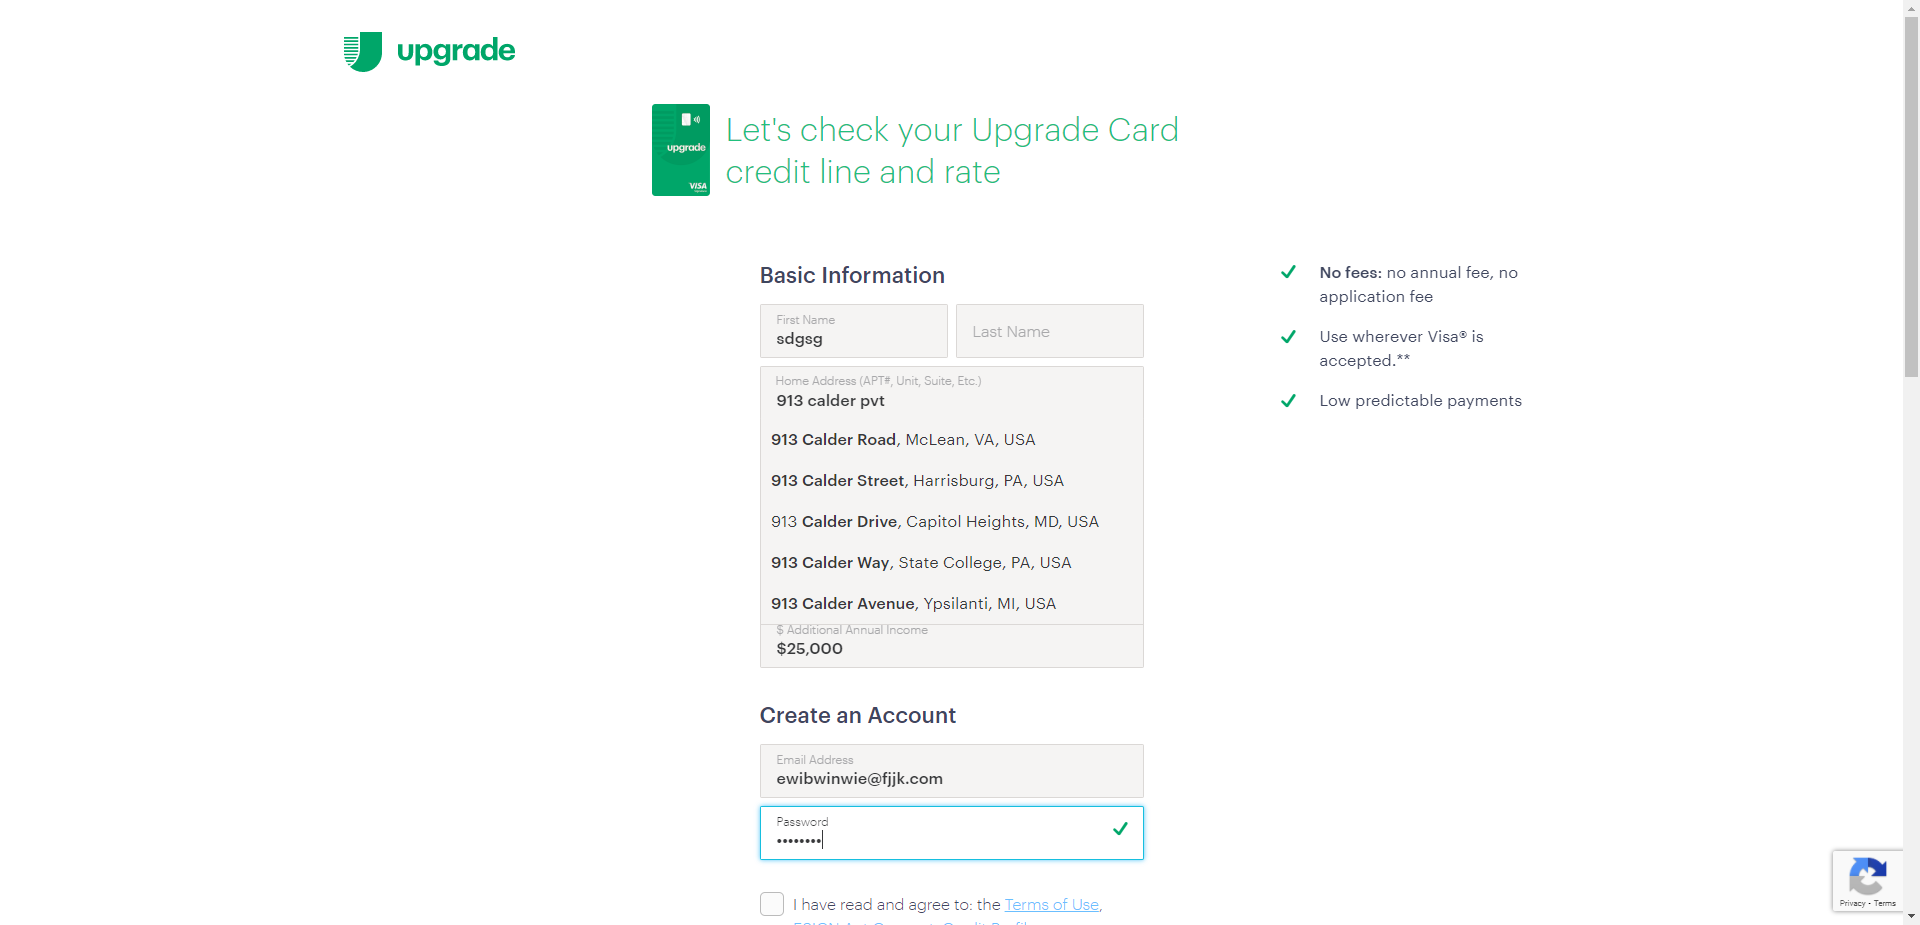 upgrade
upgrade
VISA
Let's check your Upgrade Card
credit line and rate
Basic Information
First Name
sdgsg
Last Name
Home Address (APT#, Unit, Suite, Etc.)
913 calder pvt
913 Calder Road, McLean, VA, USA
913 Calder Street, Harrisburg, PA, USA
913 Calder Drive, Capitol Heights, MD, USA
913 Calder Way, State College, PA, USA
913 Calder Avenue, Ypsilanti, MI, USA
$ Additional Annual Income
$25,000
Create an Account
Email Address
ewibwinwie@fjjk.com
Password
••••••••
I have read and agree to: the Terms of Use,
No fees: no annual fee, no
application fee
Use wherever Visa® is
accepted.**
Low predictable payments
Privacy - Terms